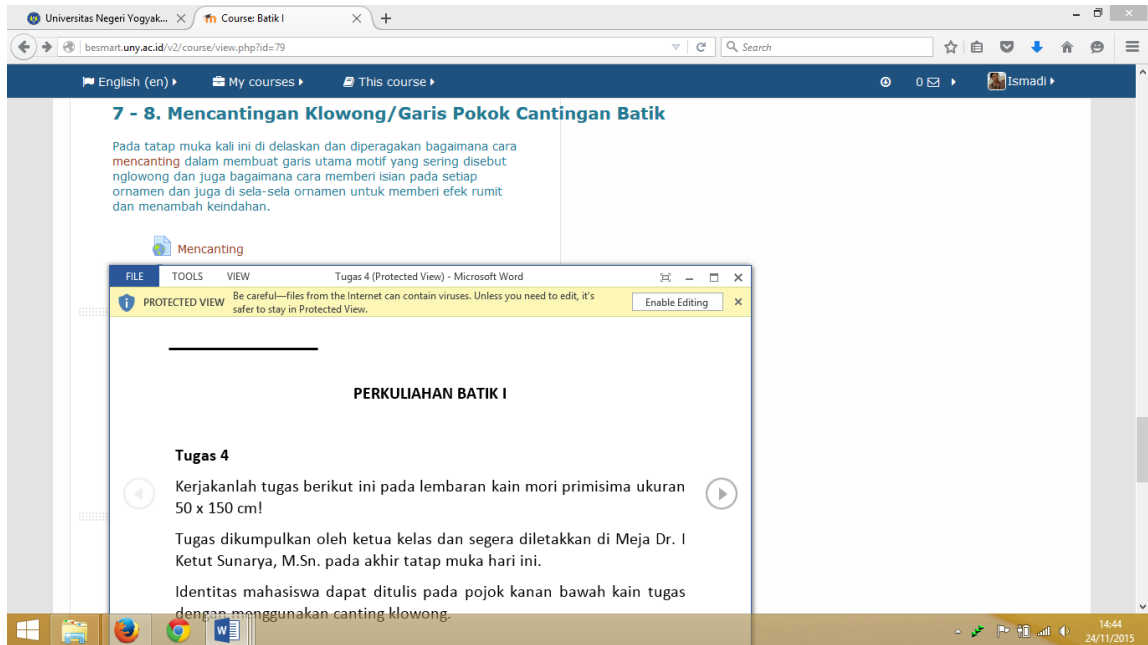 Universitas Negeri Yogyak...
Course: Batik I
besmart.uny.ac.id/v2/course/view.php?id=79
Search
English (en)
My courses
This course
0
Ismadi
7 - 8. Mencantingan Klowong/Garis Pokok Cantingan Batik
Pada tatap muka kali ini di delaskan dan diperagakan bagaimana cara
mencanting dalam membuat garis utama motif yang sering disebut
nglowong dan juga bagaimana cara memberi isian pada setiap
ornamen dan juga di sela-sela ornamen untuk memberi efek rumit
dan menambah keindahan.
Mencanting
FILE TOOLS VIEW Tugas 4 (Protected View) - Microsoft Word
PROTECTED VIEW Be careful—files from the Internet can contain viruses. Unless you need to edit, it's
safer to stay in Protected View.
Enable Editing
PERKULIAHAN BATIK I
Tugas 4
Kerjakanlah tugas berikut ini pada lembaran kain mori primisima ukuran
50 x 150 cm!
Tugas dikumpulkan oleh ketua kelas dan segera diletakkan di Meja Dr. I
Ketut Sunarya, M.Sn. pada akhir tatap muka hari ini.
Identitas mahasiswa dapat ditulis pada pojok kanan bawah kain tugas
dengan menggunakan canting klowong.
14:44
24/11/2015